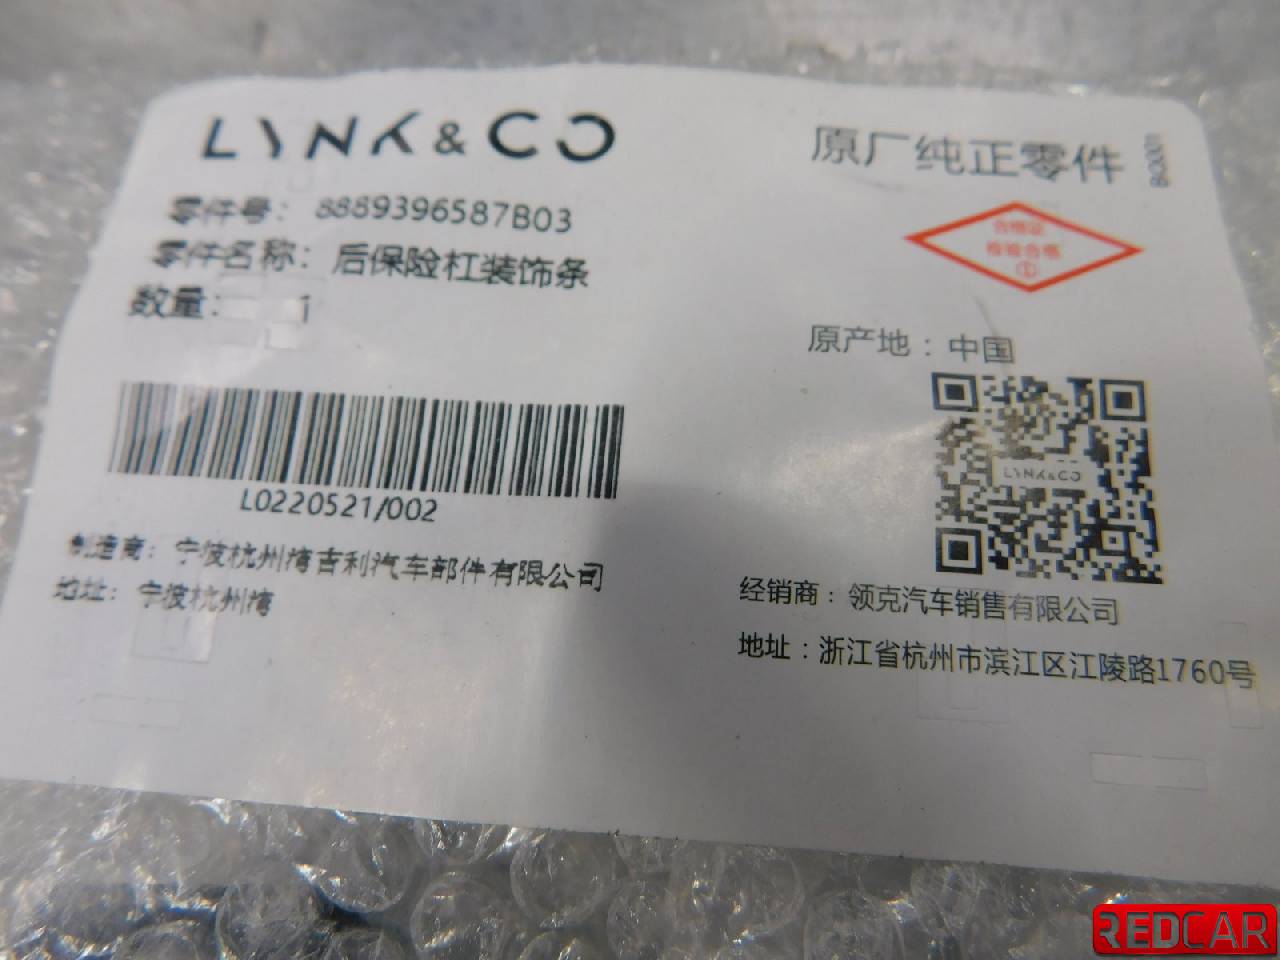 LYNK & CO
原厂纯正零件
零件号： 8889396587B03
零件名称： 后保险杠装饰条
数量： 1
合格证
检验合格
①
原产地：中国
LYNK&CO
L0220521/002
制造商： 宁波杭州湾吉利汽车部件有限公司
地址： 宁波杭州湾
经销商：领克汽车销售有限公司
地址：浙江省杭州市滨江区江陵路1760号
REDCAR